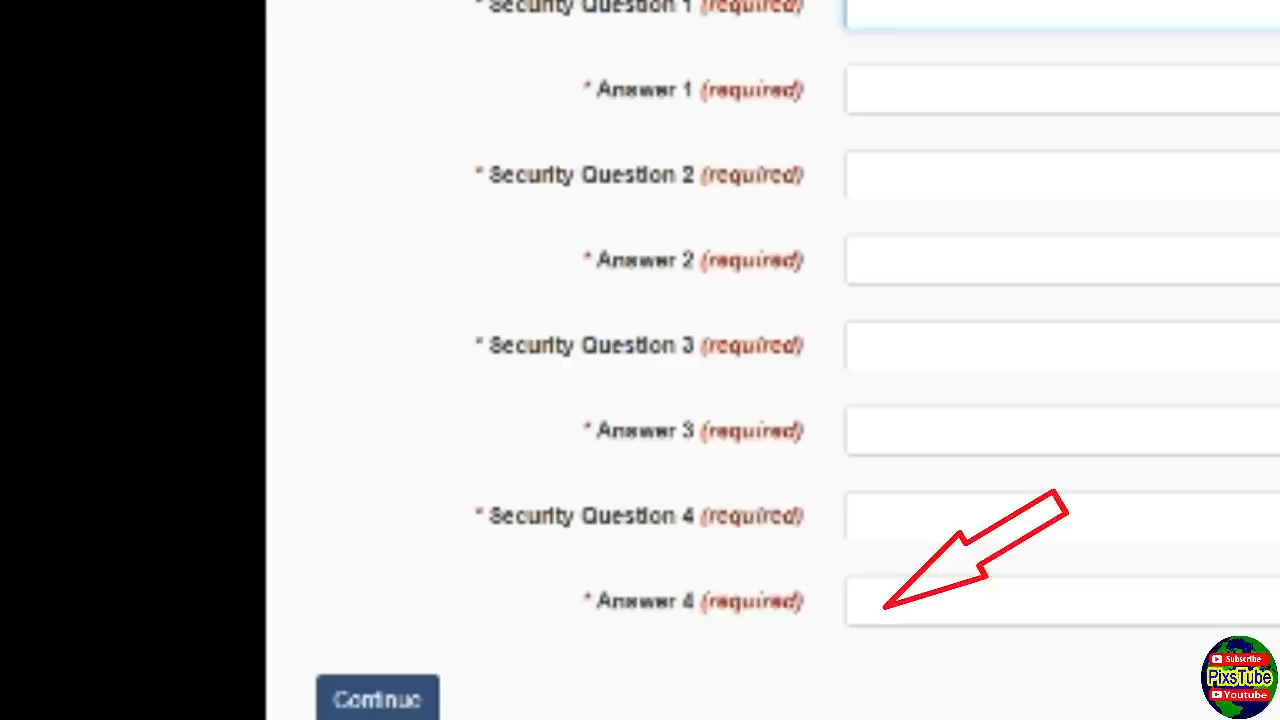 * Security Question 1 (required)
* Answer 1 (required)
* Security Question 2 (required)
* Answer 2 (required)
* Security Question 3 (required)
* Answer 3 (required)
* Security Question 4 (required)
* Answer 4 (required)
Continue
Subscribe
PixsTube
Youtube